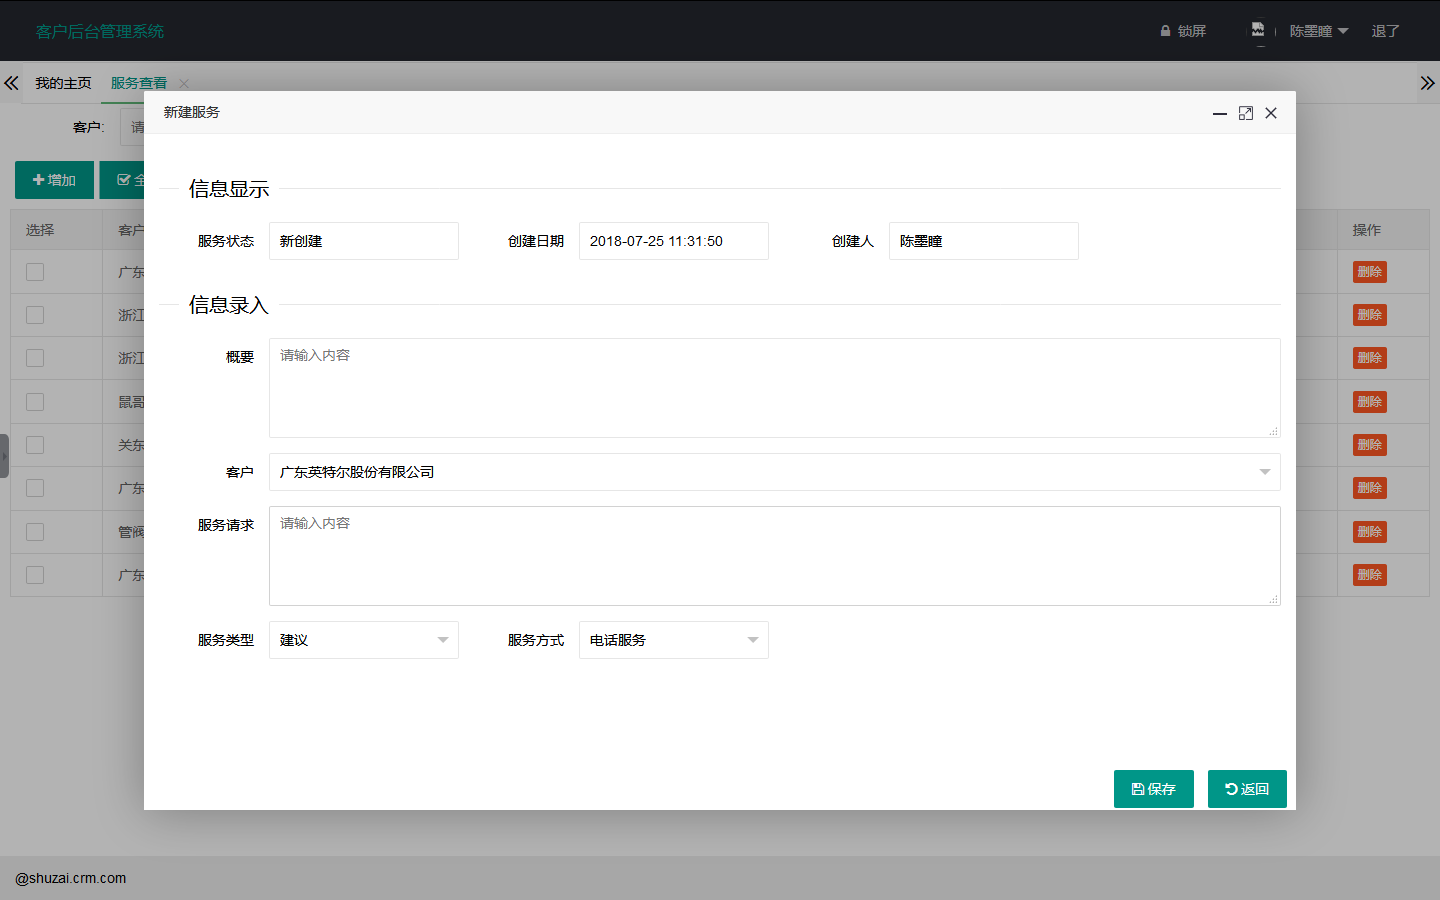 客户后台管理系统
锁屏
陈墨瞳
退了
我的主页
服务查看
客户:
请
新建服务
增加
全
信息显示
选择
客户
操作
服务状态
新创建
创建日期
2018-07-25 11:31:50
创建人
陈墨瞳
广东
删除
信息录入
浙江
删除
概要
请输入内容
浙江
删除
鼠哥
删除
关东
删除
客户
广东英特尔股份有限公司
广东
删除
服务请求
请输入内容
管阀
删除
广东
删除
服务类型
建议
服务方式
电话服务
保存
返回
@shuzai.crm.com